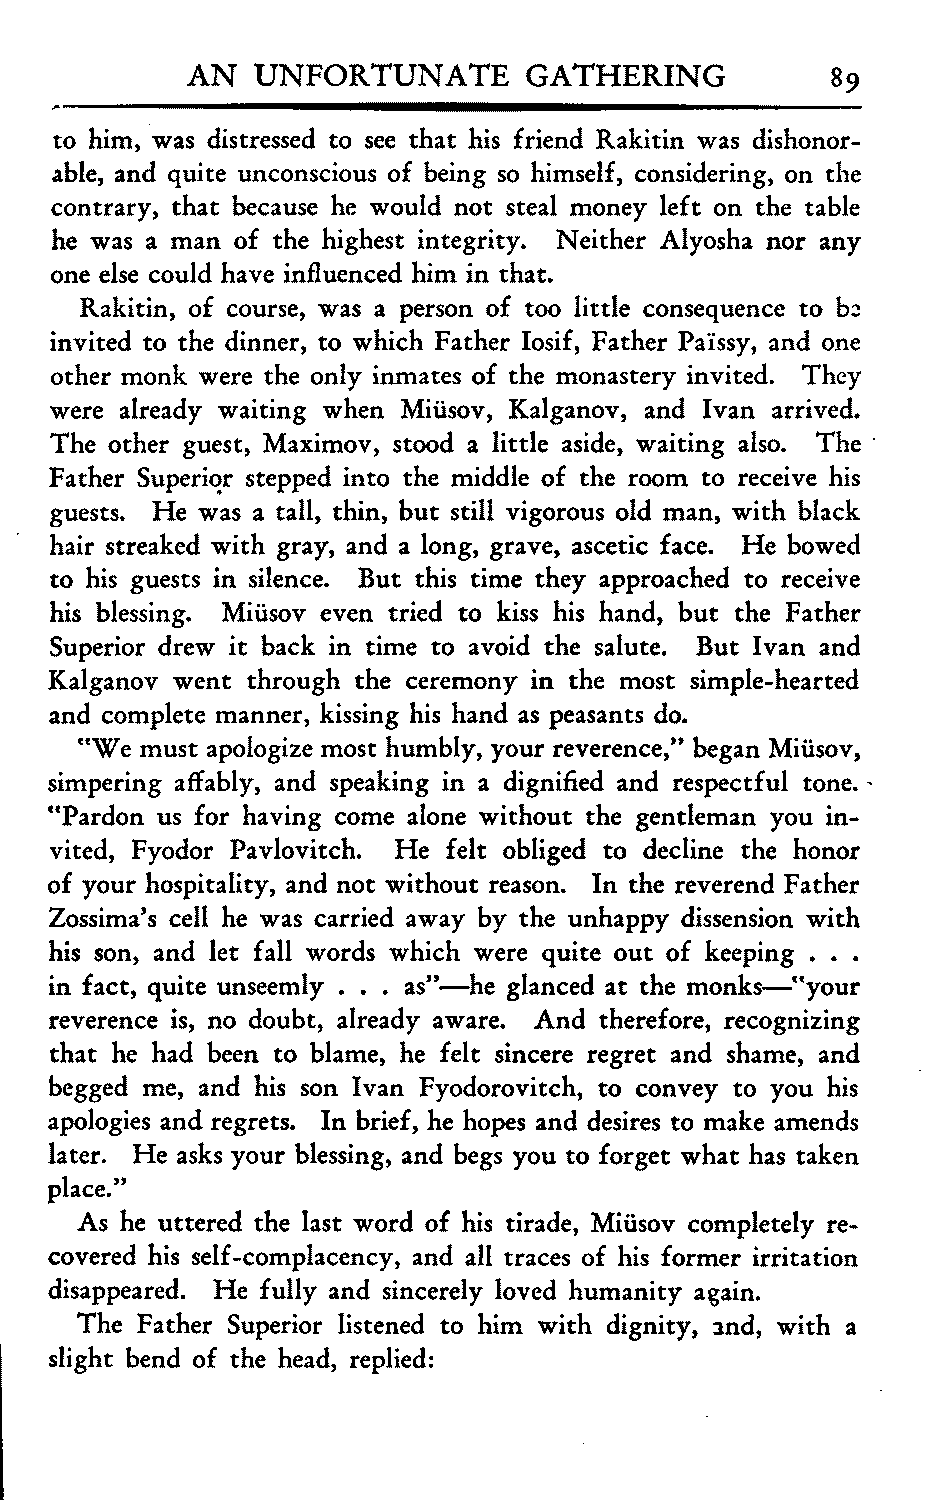 AN UNFORTUNATE GATHERING 89
to him, was distressed to see that his friend Rakitin was dishonor-
able, and quite unconscious of being so himself, considering, on the
contrary, that because he would not steal money left on the table
he was a man of the highest integrity. Neither Alyosha nor any
one else could have influenced him in that.
Rakitin, of course, was a person of too little consequence to be
invited to the dinner, to which Father Iosif, Father Païssy, and one
other monk were the only inmates of the monastery invited. They
were already waiting when Miüsov, Kalganov, and Ivan arrived.
The other guest, Maximov, stood a little aside, waiting also. The
Father Superior stepped into the middle of the room to receive his
guests. He was a tall, thin, but still vigorous old man, with black
hair streaked with gray, and a long, grave, ascetic face. He bowed
to his guests in silence. But this time they approached to receive
his blessing. Miüsov even tried to kiss his hand, but the Father
Superior drew it back in time to avoid the salute. But Ivan and
Kalganov went through the ceremony in the most simple-hearted
and complete manner, kissing his hand as peasants do.
"We must apologize most humbly, your reverence," began Miüsov,
simpering affably, and speaking in a dignified and respectful tone.
"Pardon us for having come alone without the gentleman you in-
vited, Fyodor Pavlovitch. He felt obliged to decline the honor
of your hospitality, and not without reason. In the reverend Father
Zossima's cell he was carried away by the unhappy dissension with
his son, and let fall words which were quite out of keeping . . .
in fact, quite unseemly . . . as"—he glanced at the monks—"your
reverence is, no doubt, already aware. And therefore, recognizing
that he had been to blame, he felt sincere regret and shame, and
begged me, and his son Ivan Fyodorovitch, to convey to you his
apologies and regrets. In brief, he hopes and desires to make amends
later. He asks your blessing, and begs you to forget what has taken
place."
As he uttered the last word of his tirade, Miüsov completely re-
covered his self-complacency, and all traces of his former irritation
disappeared. He fully and sincerely loved humanity again.
The Father Superior listened to him with dignity, and, with a
slight bend of the head, replied: